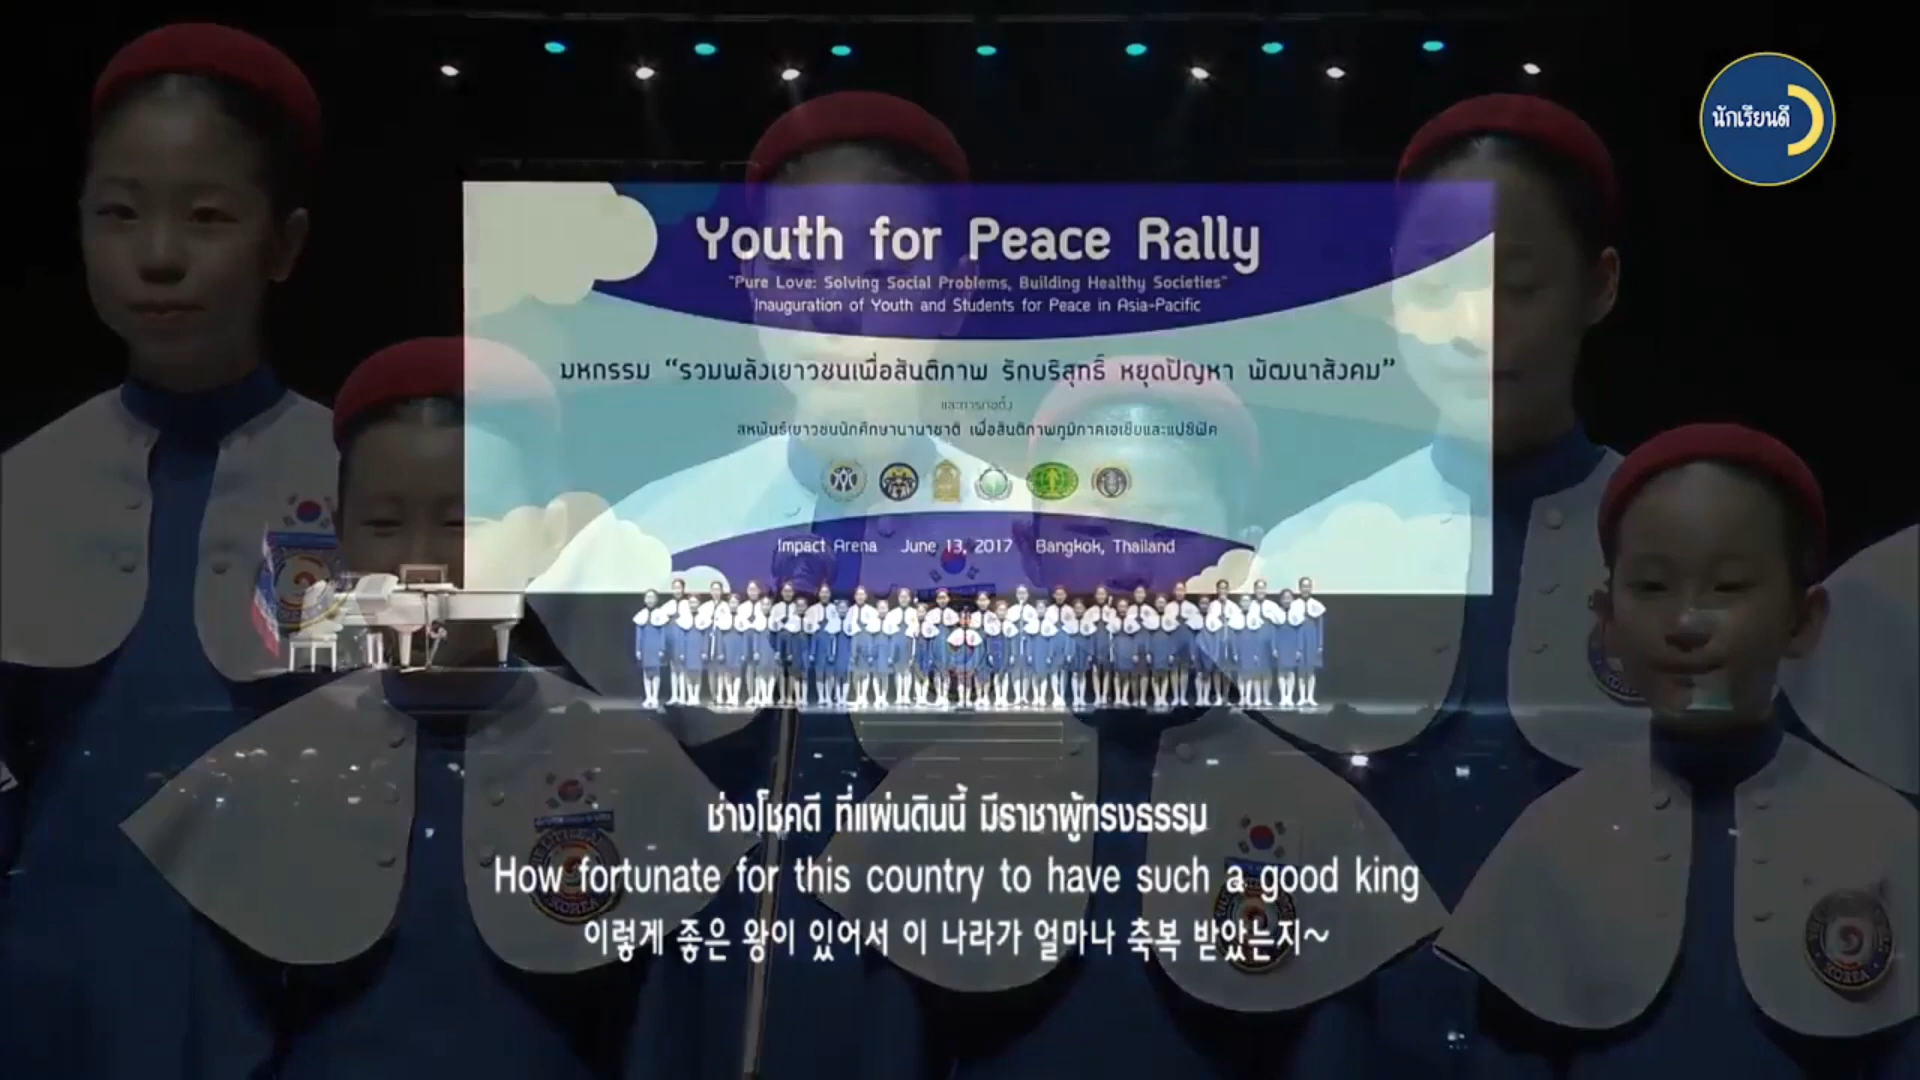 นักเรียนดี
Youth for Peace Rally
"Pure Love: Solving Social Problems, Building Healthy Societies"
Inauguration of Youth and Students for Peace in Asia-Pacific
มหกรรม “รวมพลังเยาวชนเพื่อสันติภาพ รักบริสุทธิ์ หยุดปัญหา พัฒนาสังคม”
และการก่อตั้ง
สหพันธ์เยาวชนนักศึกษานานาชาติ เพื่อสันติภาพภูมิภาคเอเชียและแปซิฟิค
Impact Arena June 13, 2017 Bangkok, Thailand
ช่างโชคดี ที่แผ่นดินนี้ มีราชาผู้ทรงธรรม
How fortunate for this country to have such a good king
이렇게 좋은 왕이 있어서 이 나라가 얼마나 축복 받았는지~
KOREA
KOREA